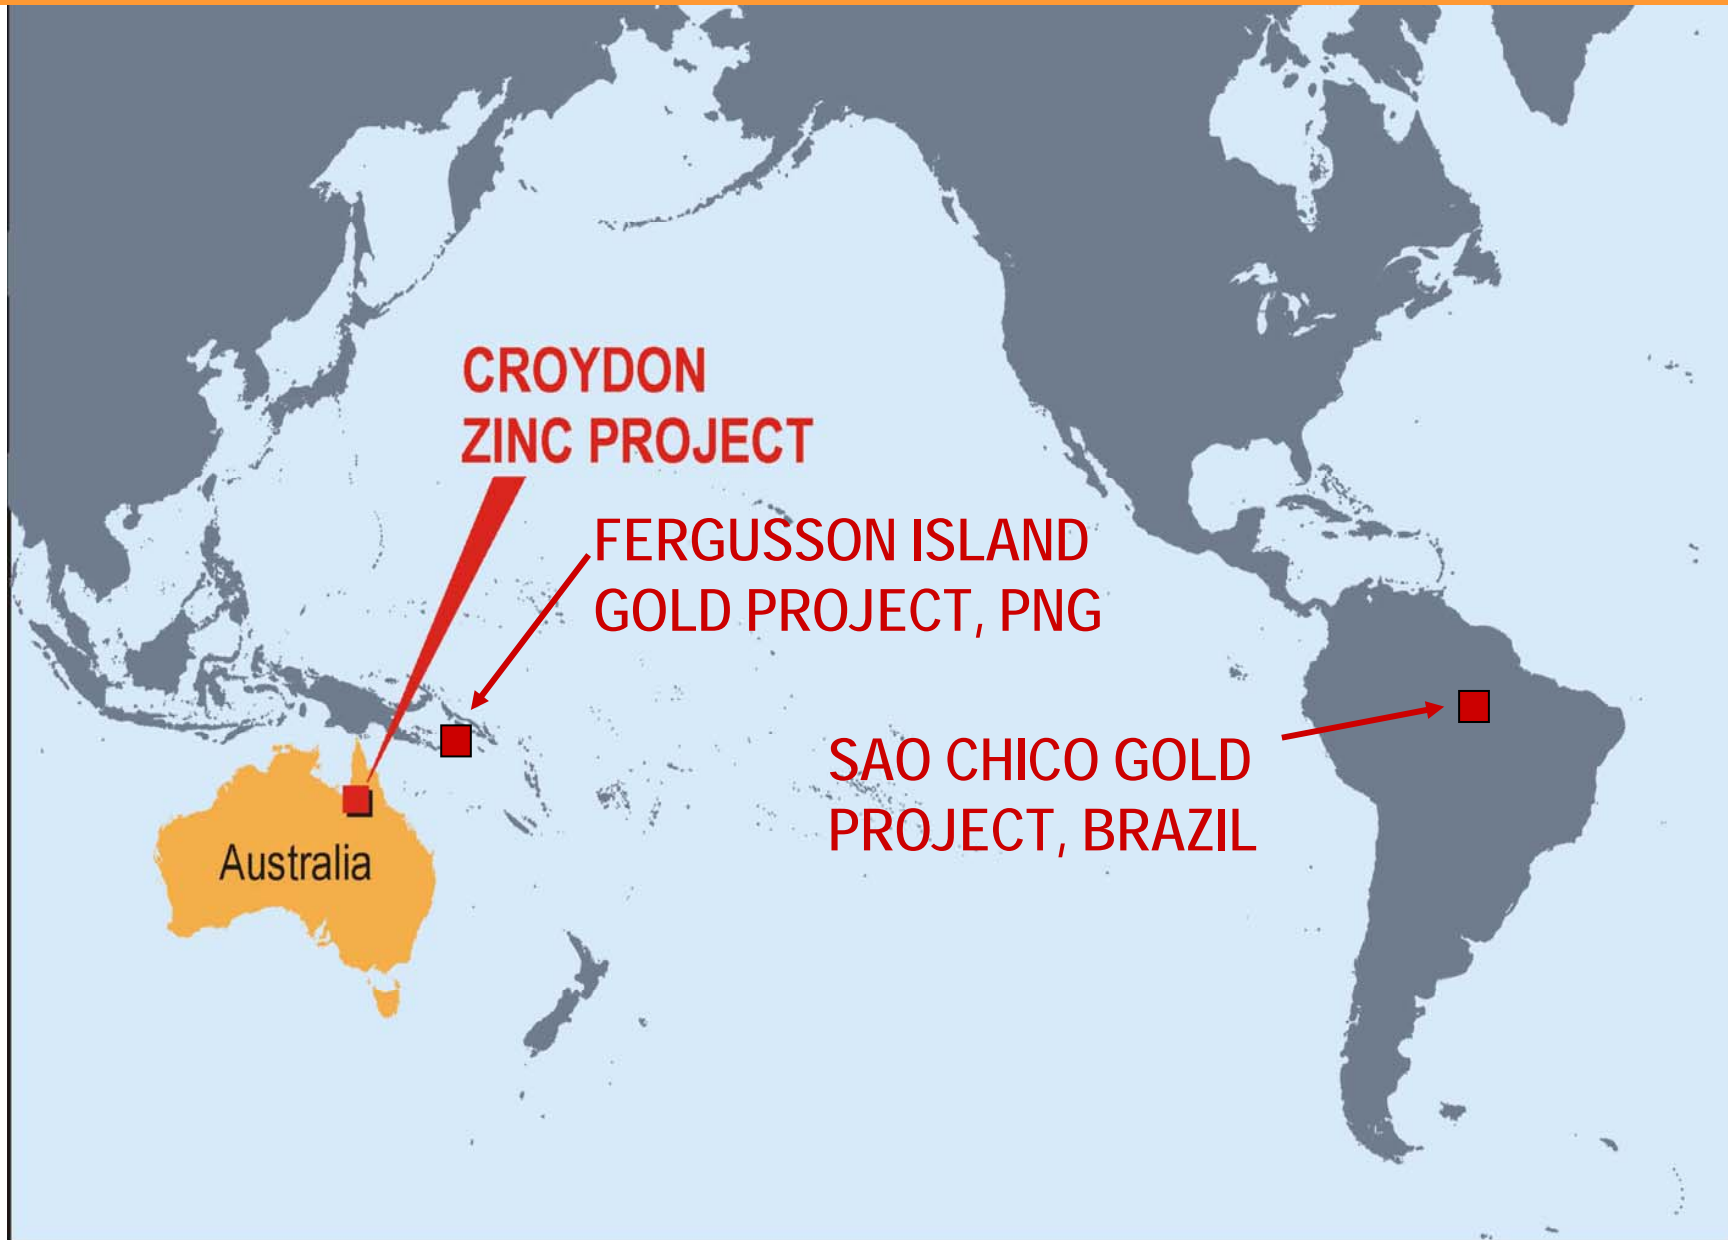 CROYDON
ZINC PROJECT
FERGUSSON ISLAND
GOLD PROJECT, PNG
SAO CHICO GOLD
PROJECT, BRAZIL
Australia